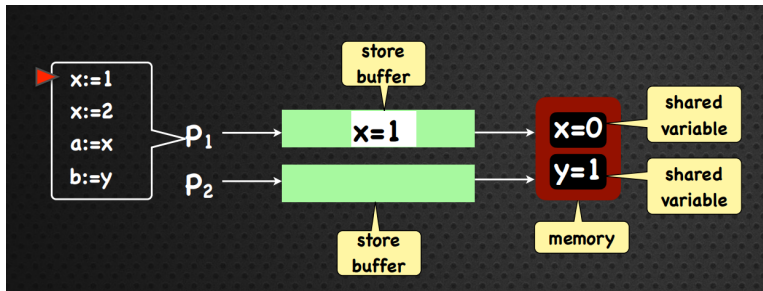 store
buffer
x:=1
x:=2
a:=x
b:=y
P1
x=1
x=0
shared
variable
P2
y=1
shared
variable
store
buffer
memory